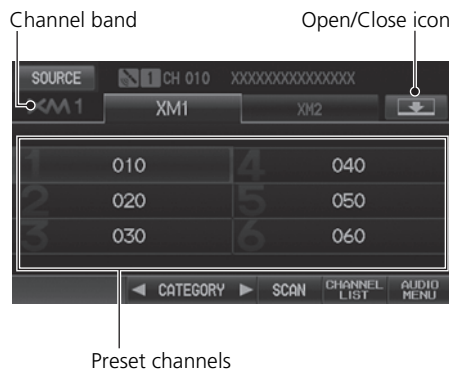 Channel band Open/Close icon
SOURCE 1 CH 010 XXXXXXXXXXXXXXX
XM1 XM1 XM2
1 010 4 040
2 020 5 050
3 030 6 060
CATEGORY SCAN CHANNEL LIST AUDIO MENU
Preset channels